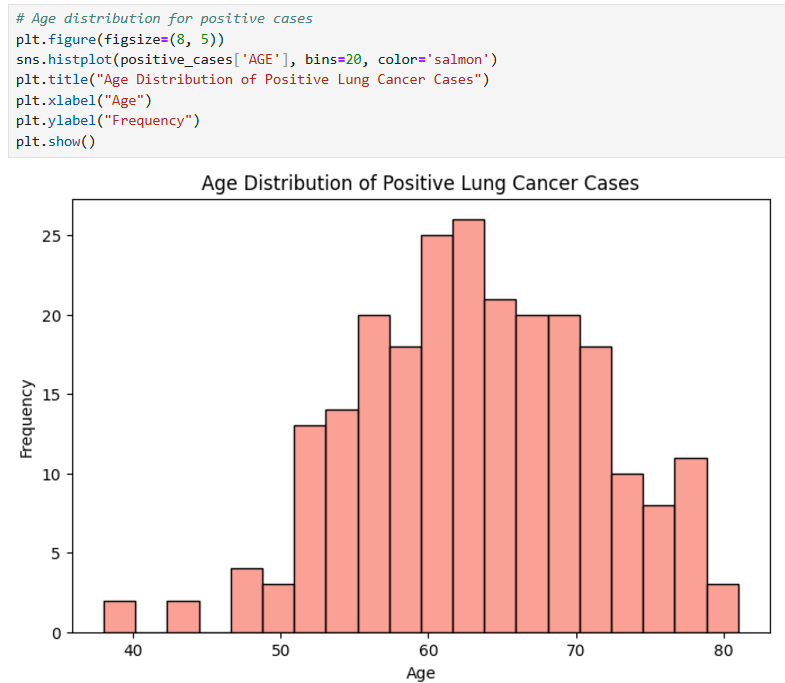 # Age distribution for positive cases
plt.figure(figsize=(8, 5))
sns.histplot(positive_cases['AGE'], bins=20, color='salmon')
plt.title("Age Distribution of Positive Lung Cancer Cases")
plt.xlabel("Age")
plt.ylabel("Frequency")
plt.show()
Age Distribution of Positive Lung Cancer Cases
25
20
15
10
5
0
Frequency
40 50 60 70 80
Age